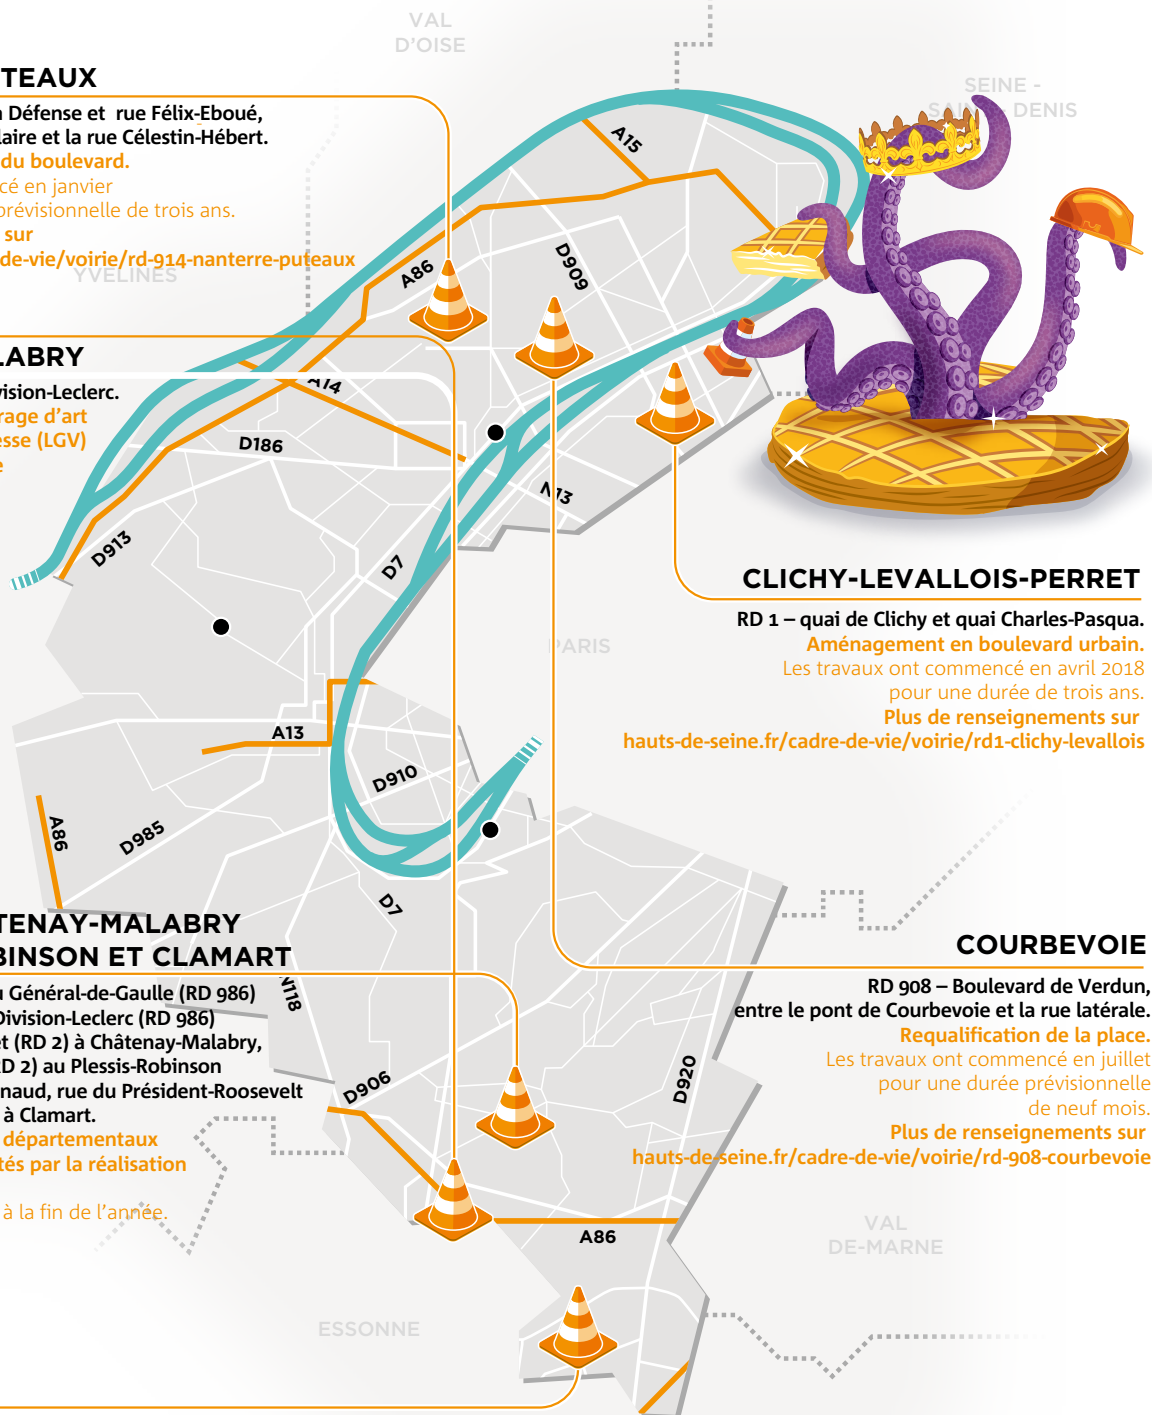 VAL
D'OISE
SEINE -
SAINT - DENIS
TEAUX
Défense et rue Félix-Eboué,
laire et la rue Célestin-Hébert.
du boulevard.
cé en janvier
prévisionnelle de trois ans.
sur
de-vie/voirie/rd-914-nanterre-puteaux
YVELINES
A15
D909
A86
LABRY
vision-Leclerc.
rage d'art
esse (LGV)
e
A14
D186
N13
D913
D7
CLICHY-LEVALLOIS-PERRET
RD 1 – quai de Clichy et quai Charles-Pasqua.
Aménagement en boulevard urbain.
Les travaux ont commencé en avril 2018
pour une durée de trois ans.
Plus de renseignements sur
hauts-de-seine.fr/cadre-de-vie/voirie/rd1-clichy-levallois
PARIS
A13
D910
A86
D985
D7
TENAY-MALABRY
BINSON ET CLAMART
u Général-de-Gaulle (RD 986)
Division-Leclerc (RD 986)
et (RD 2) à Châtenay-Malabry,
RD 2) au Plessis-Robinson
naud, rue du Président-Roosevelt
à Clamart.
départementaux
tés par la réalisation
à la fin de l'année.
N118
D906
D920
COURBEVOIE
RD 908 – Boulevard de Verdun,
entre le pont de Courbevoie et la rue latérale.
Requalification de la place.
Les travaux ont commencé en juillet
pour une durée prévisionnelle
de neuf mois.
Plus de renseignements sur
hauts-de-seine.fr/cadre-de-vie/voirie/rd-908-courbevoie
A86
VAL
DE-MARNE
ESSONNE